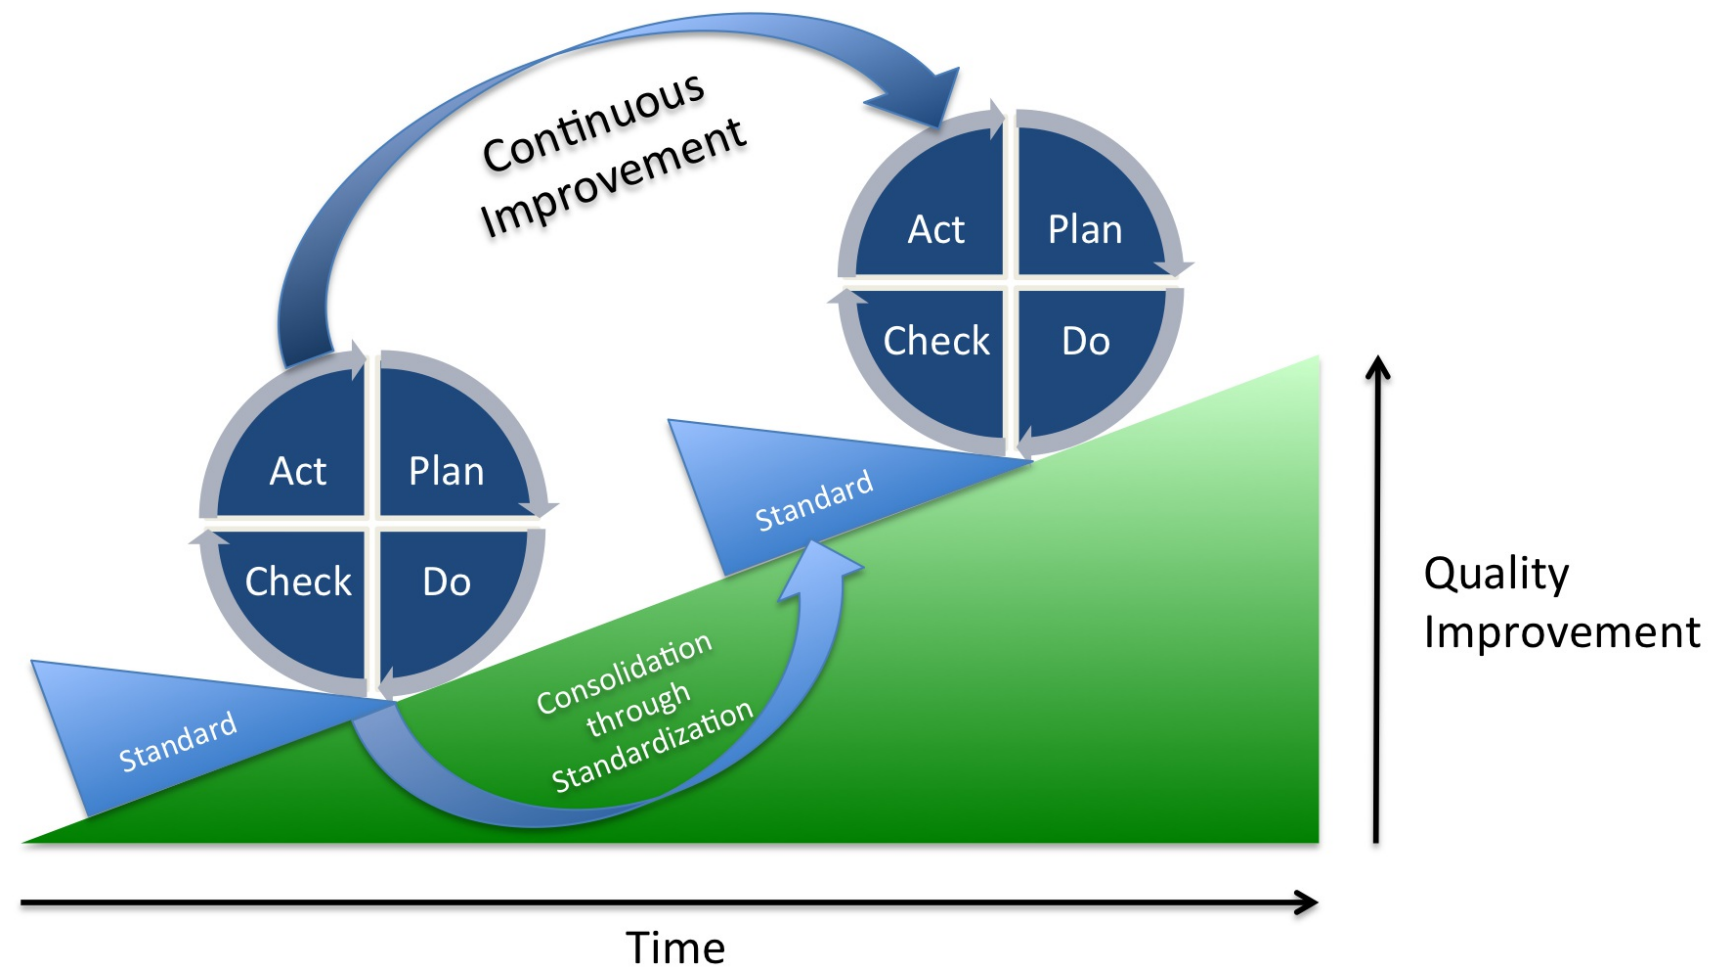 Continuous
Improvement
Act
Plan
Check
Do
Act
Plan
Check
Do
Standard
Standard
Consolidation
through
Standardization
Quality
Improvement
Time